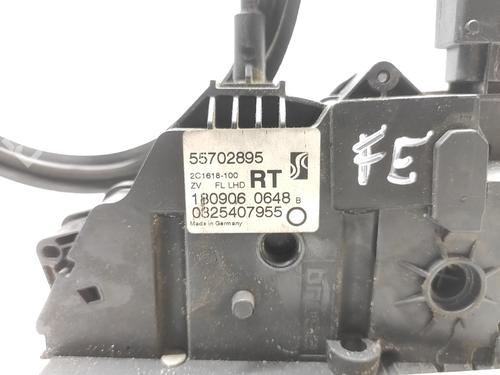 55702895
2C1618-100
ZV FL LHD RT
180906 0648 B
0325407955
Made in Germany
FE